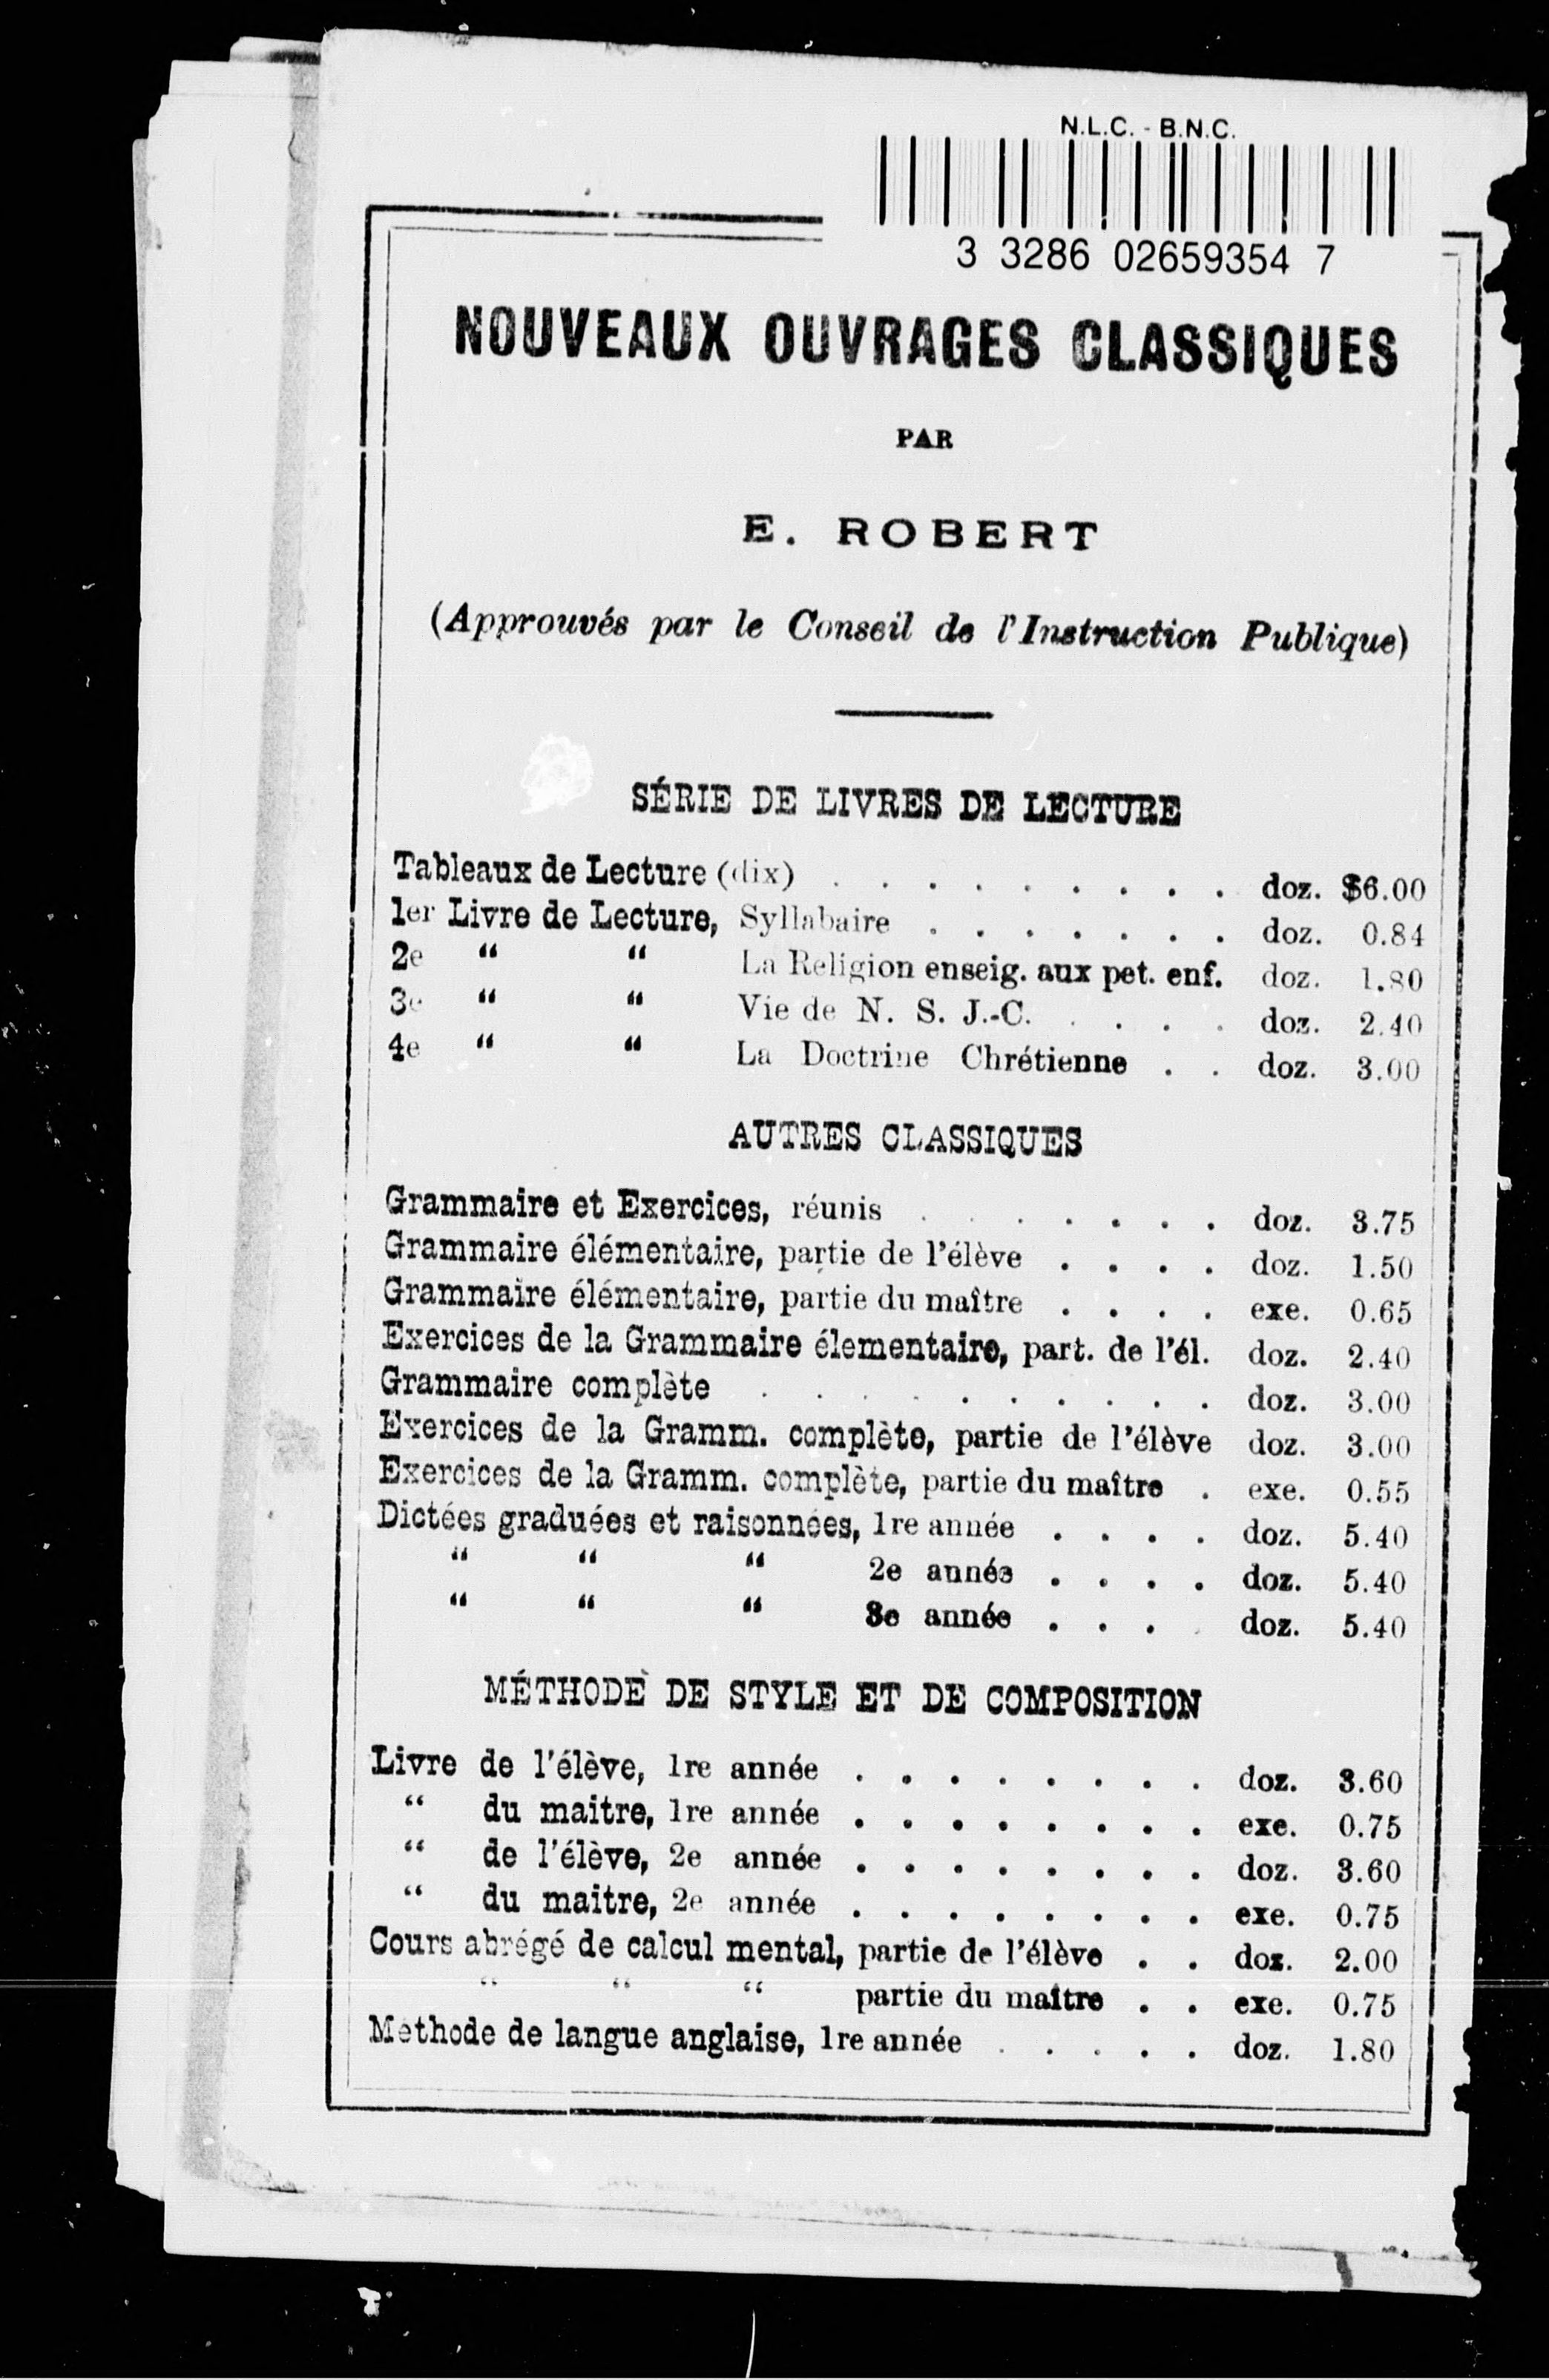 N.L.C. - B.N.C.
3 3286 02659354 7
NOUVEAUX OUVRAGES CLASSIQUES
PAR
E. ROBERT
(Approuvés par le Conseil de l'Instruction Publique)
SÉRIE DE LIVRES DE LECTURE
Tableaux de Lecture (dix) . . . . . . . . . doz. $6.00
1er Livre de Lecture, Syllabaire . . . . . . . doz. 0.84
2e “ “ La Religion enseig. aux pet. enf. doz. 1.80
3e “ “ Vie de N. S. J.-C. . . . . doz. 2.40
4e “ “ La Doctrine Chrétienne . . doz. 3.00
AUTRES CLASSIQUES
Grammaire et Exercices, réunis . . . . . . . doz. 3.75
Grammaire élémentaire, partie de l'élève . . . . doz. 1.50
Grammaire élémentaire, partie du maître . . . . exe. 0.65
Exercices de la Grammaire élementaire, part. de l'él. doz. 2.40
Grammaire complète . . . . . . . . . . doz. 3.00
Exercices de la Gramm. complète, partie de l'élève doz. 3.00
Exercices de la Gramm. complète, partie du maître . exe. 0.55
Dictées graduées et raisonnées, 1re année . . . . doz. 5.40
“ “ “ 2e année . . . . doz. 5.40
“ “ “ 3e année . . . . doz. 5.40
MÉTHODE DE STYLE ET DE COMPOSITION
Livre de l'élève, 1re année . . . . . . . . doz. 3.60
“ du maitre, 1re année . . . . . . . . exe. 0.75
“ de l'élève, 2e année . . . . . . . . doz. 3.60
“ du maitre, 2e année . . . . . . . . exe. 0.75
Cours abrégé de calcul mental, partie de l'élève . . doz. 2.00
“ “ “ partie du maître . . exe. 0.75
Méthode de langue anglaise, 1re année . . . . . doz. 1.80